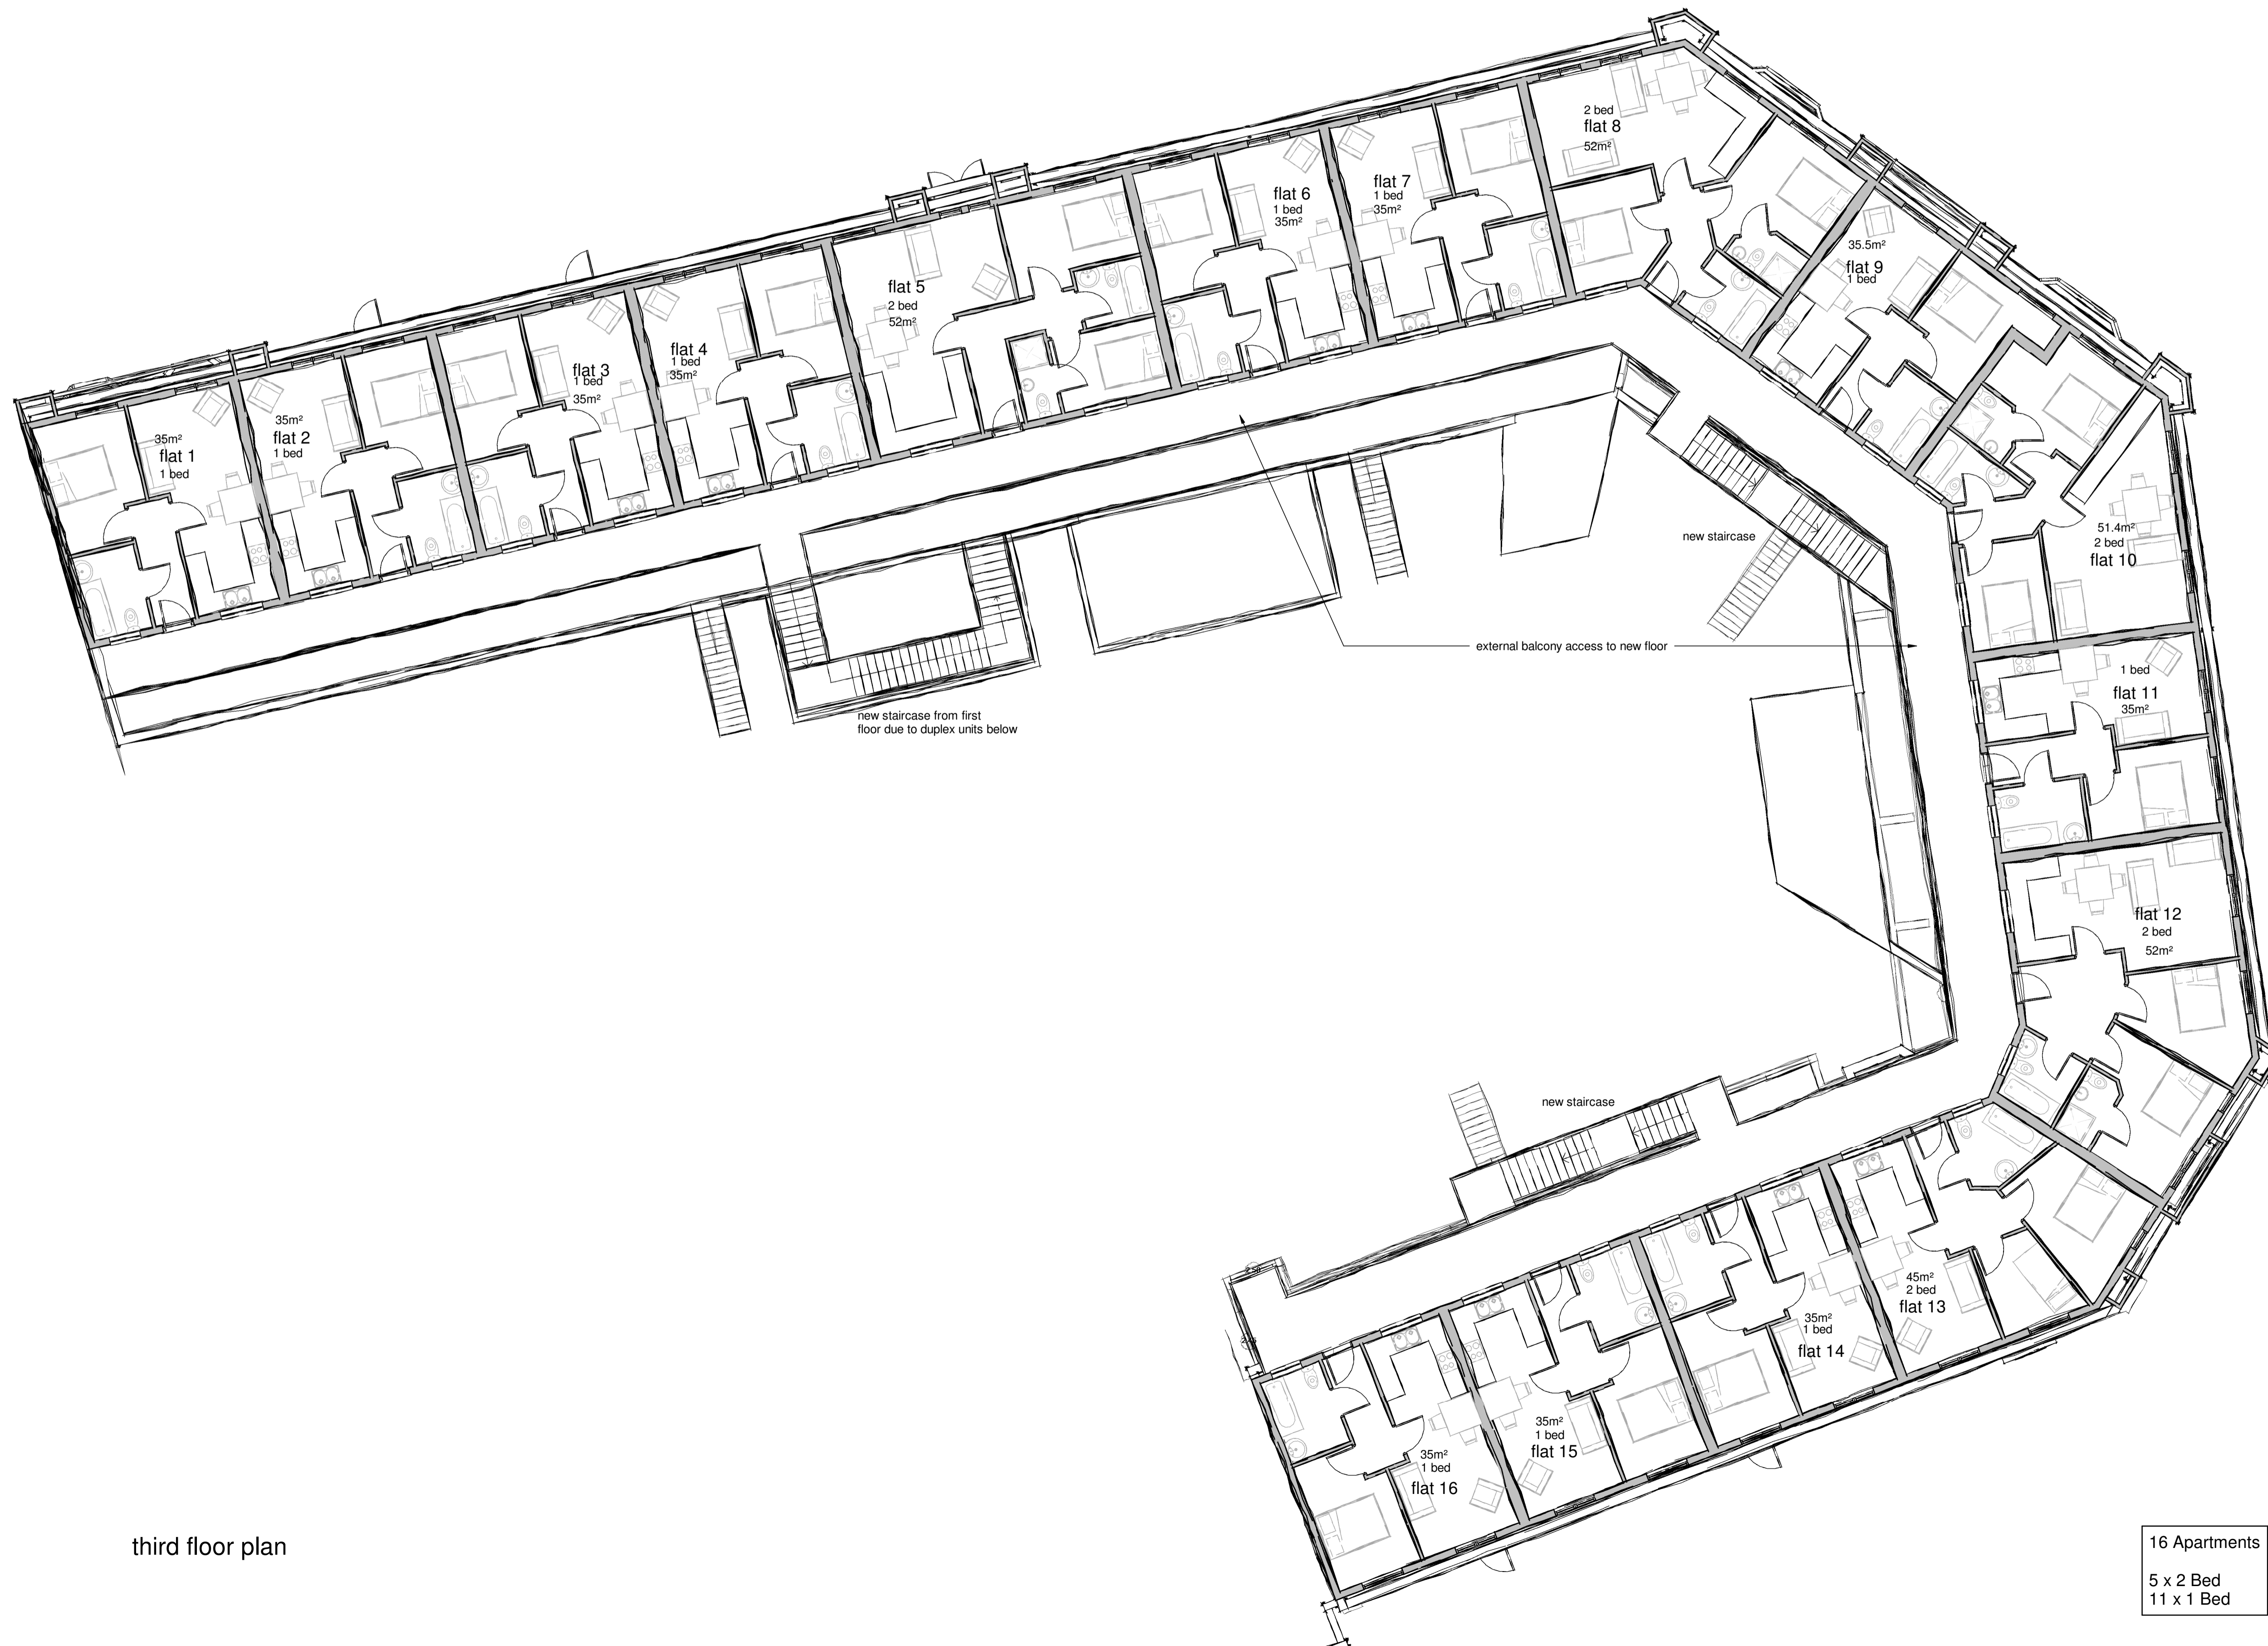 35m²
flat 1
1 bed
35m²
flat 2
1 bed
flat 3
1 bed
35m²
flat 4
1 bed
35m²
flat 5
2 bed
52m²
flat 6
1 bed
35m²
flat 7
1 bed
35m²
2 bed
flat 8
52m²
35.5m²
flat 9
1 bed
51.4m²
2 bed
flat 10
1 bed
flat 11
35m²
flat 12
2 bed
52m²
45m²
2 bed
flat 13
35m²
1 bed
flat 14
35m²
1 bed
flat 15
35m²
1 bed
flat 16
new staircase
external balcony access to new floor
new staircase from first
floor due to duplex units below
new staircase
third floor plan
16 Apartments
5 x 2 Bed
11 x 1 Bed